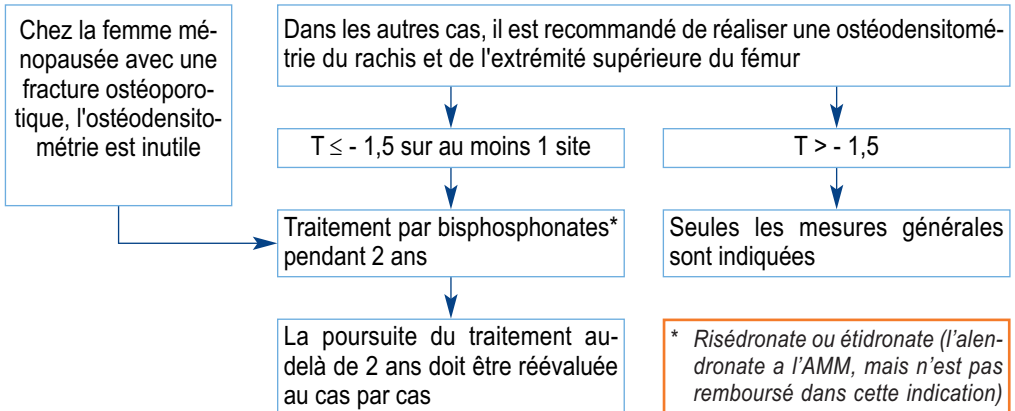 Chez la femme mé-
nopausée avec une
fracture ostéoporo-
tique, l'ostéodensito-
métrie est inutile
Dans les autres cas, il est recommandé de réaliser une ostéodensitomé-
trie du rachis et de l'extrémité supérieure du fémur
T ≤ - 1,5 sur au moins 1 site
T > - 1,5
Traitement par bisphosphonates*
pendant 2 ans
Seules les mesures générales
sont indiquées
La poursuite du traitement au-
delà de 2 ans doit être réévaluée
au cas par cas
* Risédronate ou étidronate (l’alen-
dronate a l’AMM, mais n’est pas
remboursé dans cette indication)